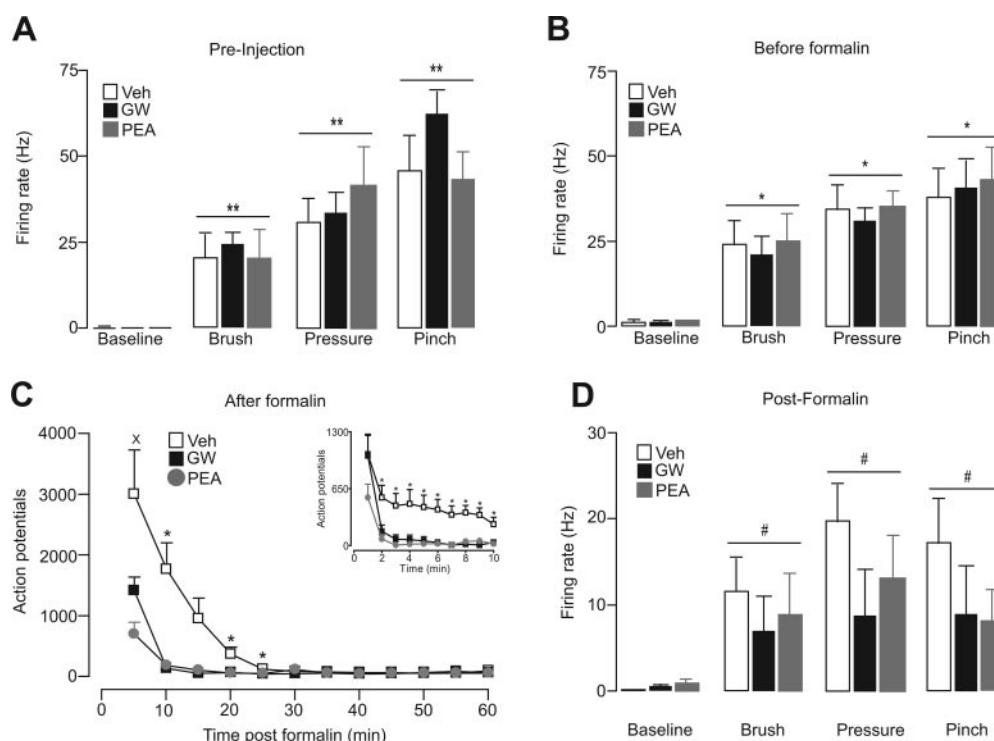 A
Pre-Injection
75
50
25
0
Firing rate (Hz)
Veh
GW
PEA
**
**
**
Baseline Brush Pressure Pinch
B
Before formalin
75
50
25
0
Firing rate (Hz)
Veh
GW
PEA
*
*
*
Baseline Brush Pressure Pinch
C
After formalin
4000
3000
2000
1000
0
Action potentials
X
Veh
GW
PEA
*
*
*
1300
650
0
Action potentials
* * * * * * * * *
0 2 4 6 8 10
Time (min)
0 10 20 30 40 50 60
Time post formalin (min)
D
Post-Formalin
30
20
10
0
Firing rate (Hz)
Veh
GW
PEA
#
#
#
Baseline Brush Pressure Pinch